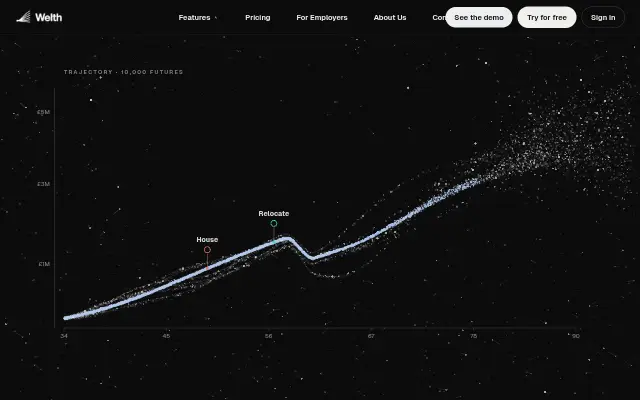 Welth
Features
Pricing
For Employers
About Us
Con
See the demo
Try for free
Sign in
TRAJECTORY · 10,000 FUTURES
£5M
£3M
£1M
House
Relocate
34
45
56
67
78
90